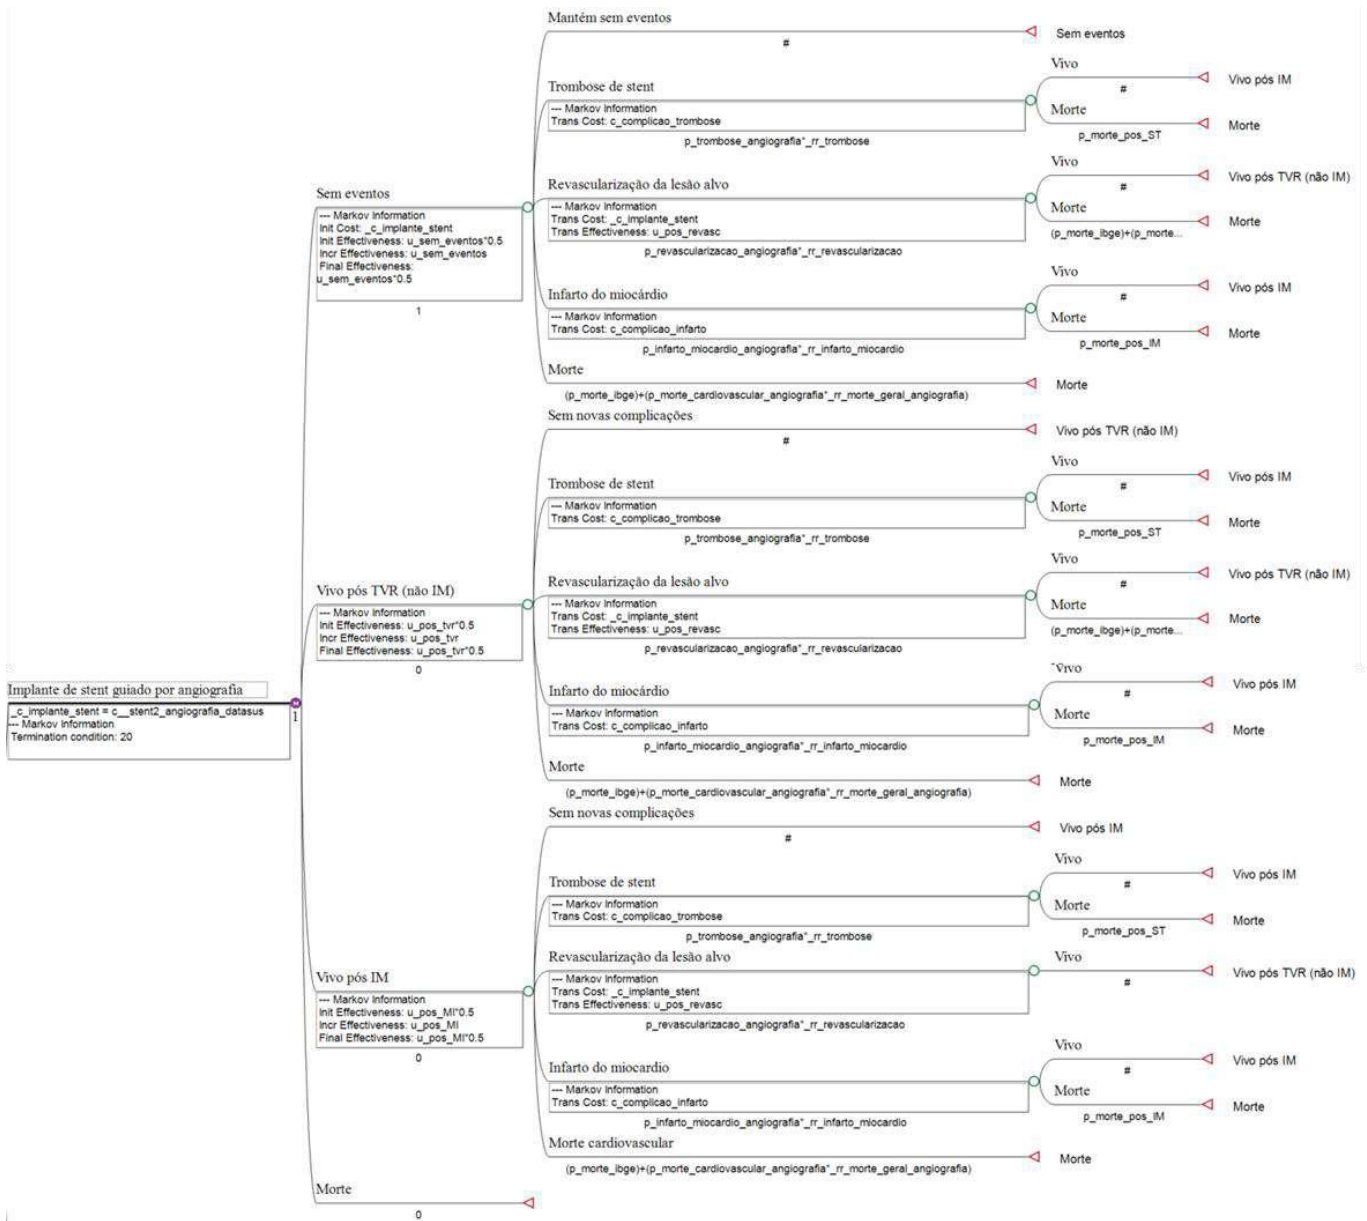 Mantém sem eventos
#
Sem eventos
Trombose de stent
--- Markov Information
Trans Cost: c_complicao_trombose
p_trombose_angiografia*_rr_trombose
Vivo
#
Vivo pós IM
Morte
p_morte_pos_ST
Morte
Sem eventos
--- Markov Information
Init Cost: _c_implante_stent
Init Effectiveness: u_sem_eventos*0.5
Incr Effectiveness: u_sem_eventos
Final Effectiveness:
u_sem_eventos*0.5
1
Revascularização da lesão alvo
--- Markov Information
Trans Cost: _c_implante_stent
Trans Effectiveness: u_pos_revasc
p_revascularizacao_angiografia*_rr_revascularizacao
Vivo
#
Vivo pós TVR (não IM)
Morte
(p_morte_ibge)+(p_morte...
Morte
Infarto do miocárdio
--- Markov Information
Trans Cost: c_complicao_infarto
p_infarto_miocardio_angiografia*_rr_infarto_miocardio
Vivo
#
Vivo pós IM
Morte
p_morte_pos_IM
Morte
Morte
(p_morte_ibge)+(p_morte_cardiovascular_angiografia*_rr_morte_geral_angiografia)
Morte
Sem novas complicações
#
Vivo pós TVR (não IM)
Trombose de stent
--- Markov Information
Trans Cost: c_complicao_trombose
p_trombose_angiografia*_rr_trombose
Vivo
#
Vivo pós IM
Morte
p_morte_pos_ST
Morte
Vivo pós TVR (não IM)
--- Markov Information
Init Effectiveness: u_pos_tvr*0.5
Incr Effectiveness: u_pos_tvr
Final Effectiveness: u_pos_tvr*0.5
0
Revascularização da lesão alvo
--- Markov Information
Trans Cost: _c_implante_stent
Trans Effectiveness: u_pos_revasc
p_revascularizacao_angiografia*_rr_revascularizacao
Vivo
#
Vivo pós TVR (não IM)
Morte
(p_morte_ibge)+(p_morte...
Morte
Implante de stent guiado por angiografia
_c_implante_stent = c__stent2_angiografia_datasus
--- Markov Information
Termination condition: 20
M
1
Infarto do miocárdio
--- Markov Information
Trans Cost: c_complicao_infarto
p_infarto_miocardio_angiografia*_rr_infarto_miocardio
Vivo
#
Vivo pós IM
Morte
p_morte_pos_IM
Morte
Morte
(p_morte_ibge)+(p_morte_cardiovascular_angiografia*_rr_morte_geral_angiografia)
Morte
Sem novas complicações
#
Vivo pós IM
Trombose de stent
--- Markov Information
Trans Cost: c_complicao_trombose
p_trombose_angiografia*_rr_trombose
Vivo
#
Vivo pós IM
Morte
p_morte_pos_ST
Morte
Vivo pós IM
--- Markov Information
Init Effectiveness: u_pos_MI*0.5
Incr Effectiveness: u_pos_MI
Final Effectiveness: u_pos_MI*0.5
0
Revascularização da lesão alvo
--- Markov Information
Trans Cost: _c_implante_stent
Trans Effectiveness: u_pos_revasc
p_revascularizacao_angiografia*_rr_revascularizacao
Vivo
#
Vivo pós TVR (não IM)
Infarto do miocardio
--- Markov Information
Trans Cost: c_complicao_infarto
p_infarto_miocardio_angiografia*_rr_infarto_miocardio
Vivo
#
Vivo pós IM
Morte
p_morte_pos_IM
Morte
Morte cardiovascular
(p_morte_ibge)+(p_morte_cardiovascular_angiografia*_rr_morte_geral_angiografia)
Morte
Morte
0